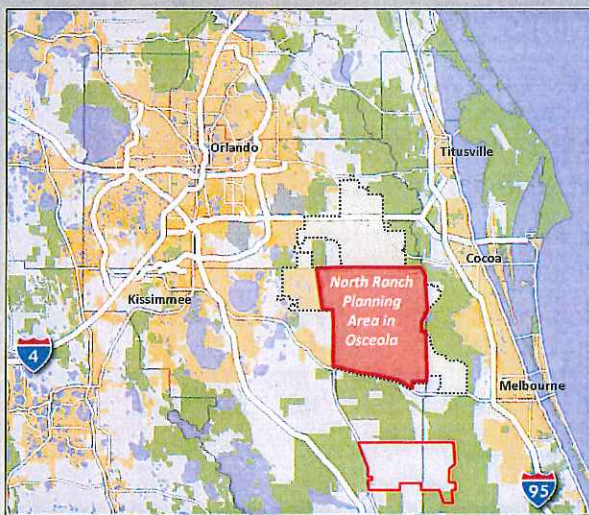 Orlando
Titusville
Cocoa
North Ranch
Planning
Area in
Osceola
Kissimmee
4
Melbourne
95